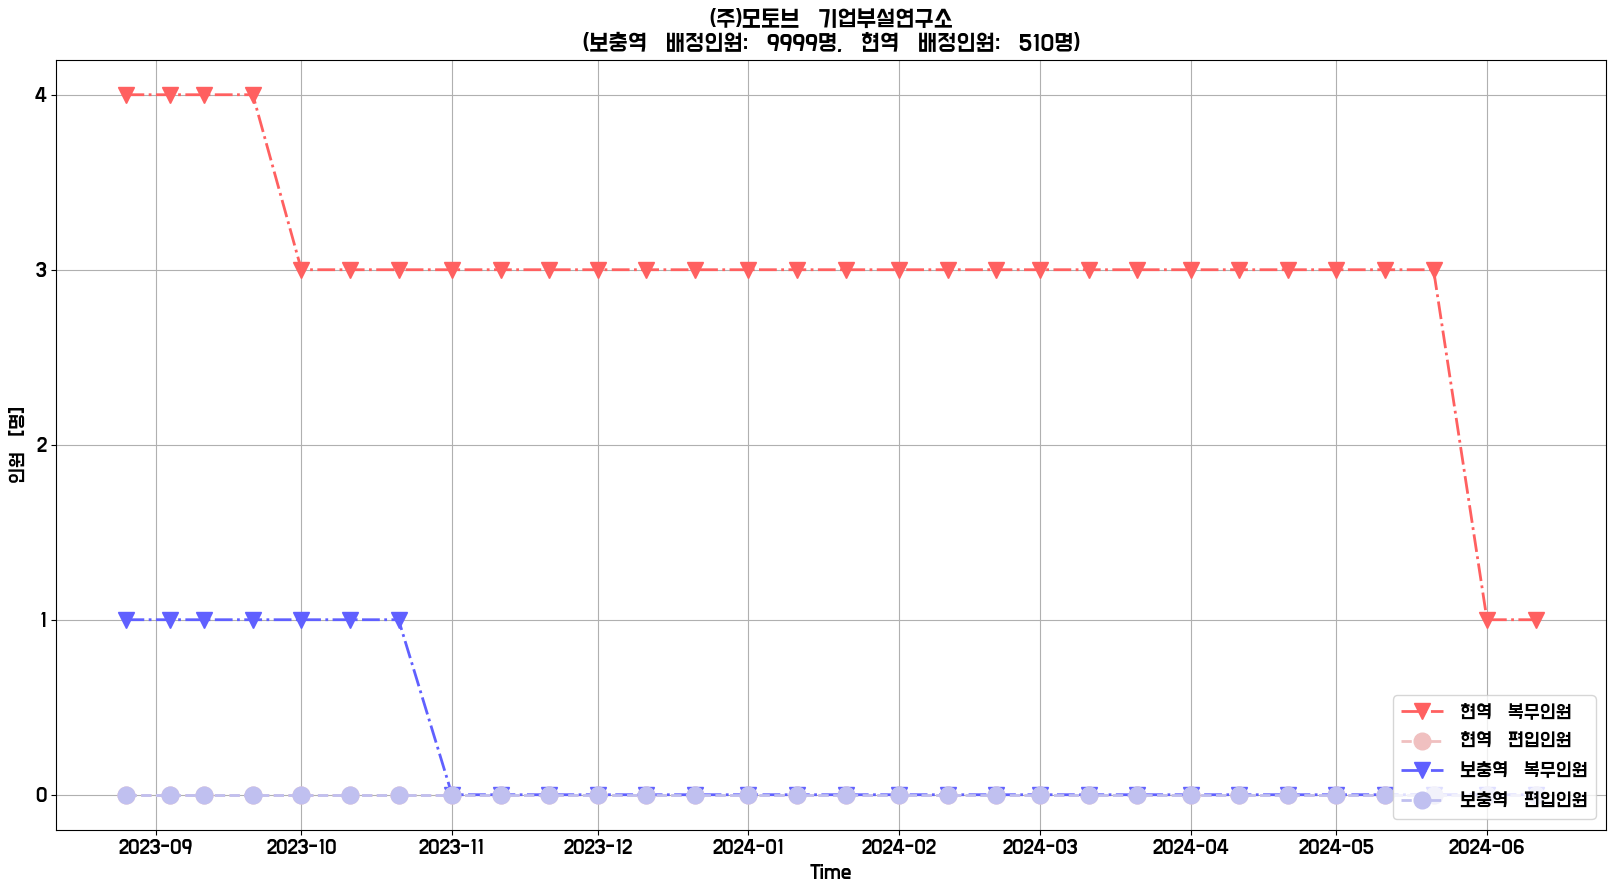 (주)모토브 기업부설연구소
(보충역 배정인원: 9999명, 현역 배정인원: 510명)
인원 [명]
4
3
2
1
0
현역 복무인원
현역 편입인원
보충역 복무인원
보충역 편입인원
2023-09 2023-10 2023-11 2023-12 2024-01 2024-02 2024-03 2024-04 2024-05 2024-06
Time